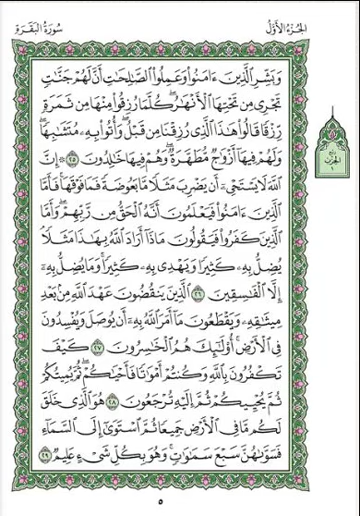 الجزء الأول
سورة البقرة
وَبَشِّرِ ٱلَّذِينَ ءَامَنُوا۟ وَعَمِلُوا۟ ٱلصَّـٰلِحَـٰتِ أَنَّ لَهُمْ جَنَّـٰتٍ
تَجْرِى مِن تَحْتِهَا ٱلْأَنْهَـٰرُ ۖ كُلَّمَا رُزِقُوا۟ مِنْهَا مِن ثَمَرَةٍ
رِّزْقًا ۙ قَالُوا۟ هَـٰذَا ٱلَّذِى رُزِقْنَا مِن قَبْلُ ۖ وَأُتُوا۟ بِهِۦ مُتَشَـٰبِهًا ۖ
وَلَهُمْ فِيهَآ أَزْوَٰجٌ مُّطَهَّرَةٌ ۖ وَهُمْ فِيهَا خَـٰلِدُونَ ٢٥ ۞ إِنَّ
ٱللَّهَ لَا يَسْتَحْىِۦٓ أَن يَضْرِبَ مَثَلًا مَّا بَعُوضَةً فَمَا فَوْقَهَا ۚ فَأَمَّا
ٱلَّذِينَ ءَامَنُوا۟ فَيَعْلَمُونَ أَنَّهُ ٱلْحَقُّ مِن رَّبِّهِمْ ۖ وَأَمَّا
ٱلَّذِينَ كَفَرُوا۟ فَيَقُولُونَ مَاذَآ أَرَادَ ٱللَّهُ بِهَـٰذَا مَثَلًا ۘ
يُضِلُّ بِهِۦ كَثِيرًا وَيَهْدِى بِهِۦ كَثِيرًا ۚ وَمَا يُضِلُّ بِهِۦٓ
إِلَّا ٱلْفَـٰسِقِينَ ٢٦ ٱلَّذِينَ يَنقُضُونَ عَهْدَ ٱللَّهِ مِنۢ بَعْدِ
مِيثَـٰقِهِۦ وَيَقْطَعُونَ مَآ أَمَرَ ٱللَّهُ بِهِۦٓ أَن يُوصَلَ وَيُفْسِدُونَ
فِى ٱلْأَرْضِ ۚ أُو۟لَـٰٓئِكَ هُمُ ٱلْخَـٰسِرُونَ ٢٧ كَيْفَ
تَكْفُرُونَ بِٱللَّهِ وَكُنتُمْ أَمْوَٰتًا فَأَحْيَـٰكُمْ ۖ ثُمَّ يُمِيتُكُمْ
ثُمَّ يُحْيِيكُمْ ثُمَّ إِلَيْهِ تُرْجَعُونَ ٢٨ هُوَ ٱلَّذِى خَلَقَ
لَكُم مَّا فِى ٱلْأَرْضِ جَمِيعًا ثُمَّ ٱسْتَوَىٰٓ إِلَى ٱلسَّمَآءِ
فَسَوَّىٰهُنَّ سَبْعَ سَمَـٰوَٰتٍ ۚ وَهُوَ بِكُلِّ شَىْءٍ عَلِيمٌ ٢٩
٥